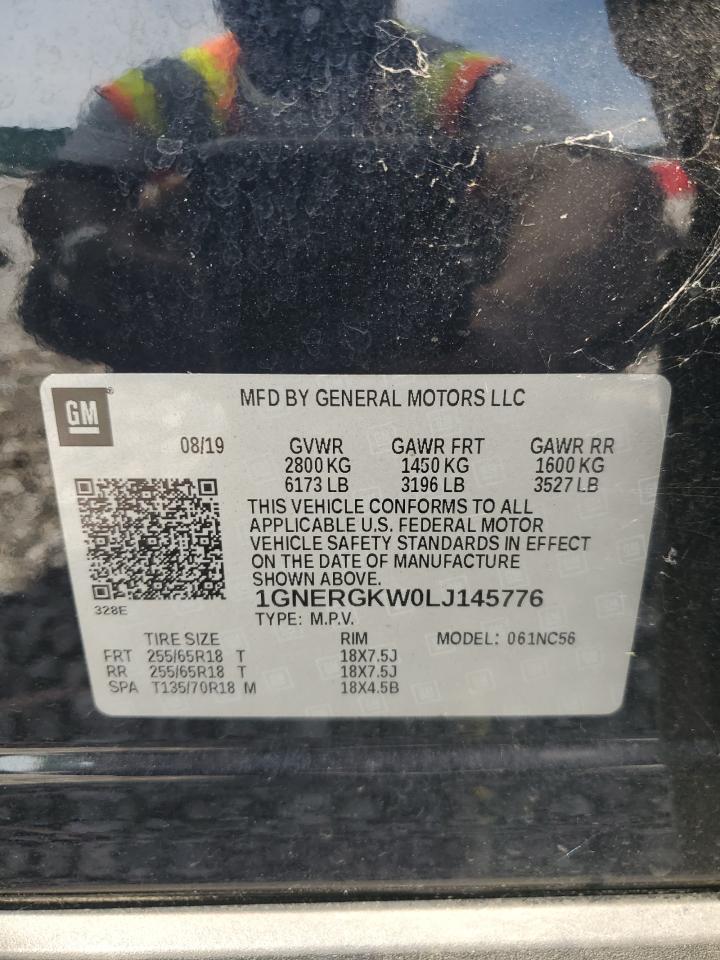 GM
MFD BY GENERAL MOTORS LLC
08/19 GVWR GAWR FRT GAWR RR
2800 KG 1450 KG 1600 KG
6173 LB 3196 LB 3527 LB
THIS VEHICLE CONFORMS TO ALL
APPLICABLE U.S. FEDERAL MOTOR
VEHICLE SAFETY STANDARDS IN EFFECT
ON THE DATE OF MANUFACTURE
SHOWN ABOVE.
328E
1GNERGKW0LJ145776
TYPE: M.P.V.
TIRE SIZE RIM MODEL: 061NC56
FRT 255/65R18 T 18X7.5J
RR 255/65R18 T 18X7.5J
SPA T135/70R18 M 18X4.5B